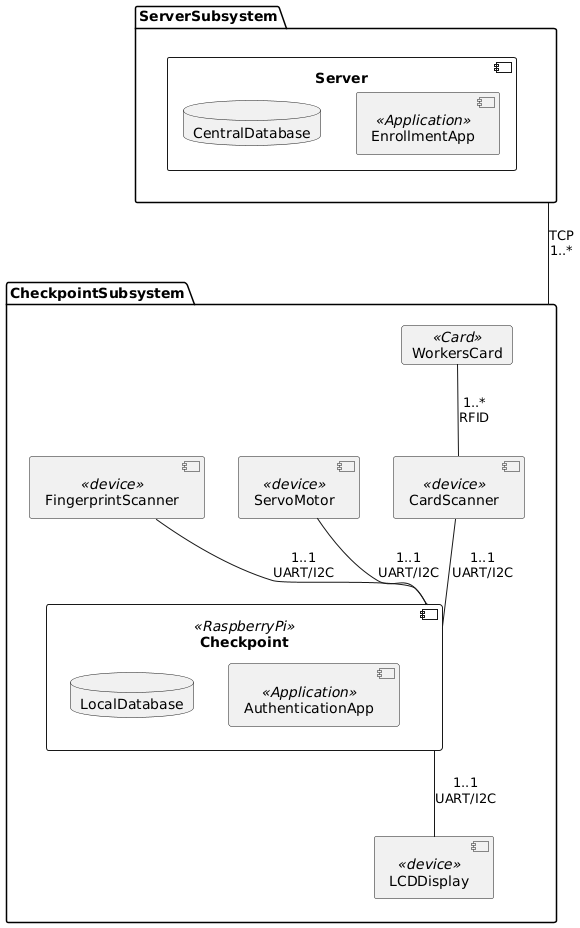 ServerSubsystem
Server
CentralDatabase
«Application»
EnrollmentApp
TCP
1..*
CheckpointSubsystem
«Card»
WorkersCard
1..*
RFID
«device»
FingerprintScanner
«device»
ServoMotor
«device»
CardScanner
1..1
UART/I2C
1..1
UART/I2C
1..1
UART/I2C
«RaspberryPi»
Checkpoint
LocalDatabase
«Application»
AuthenticationApp
1..1
UART/I2C
«device»
LCDDisplay